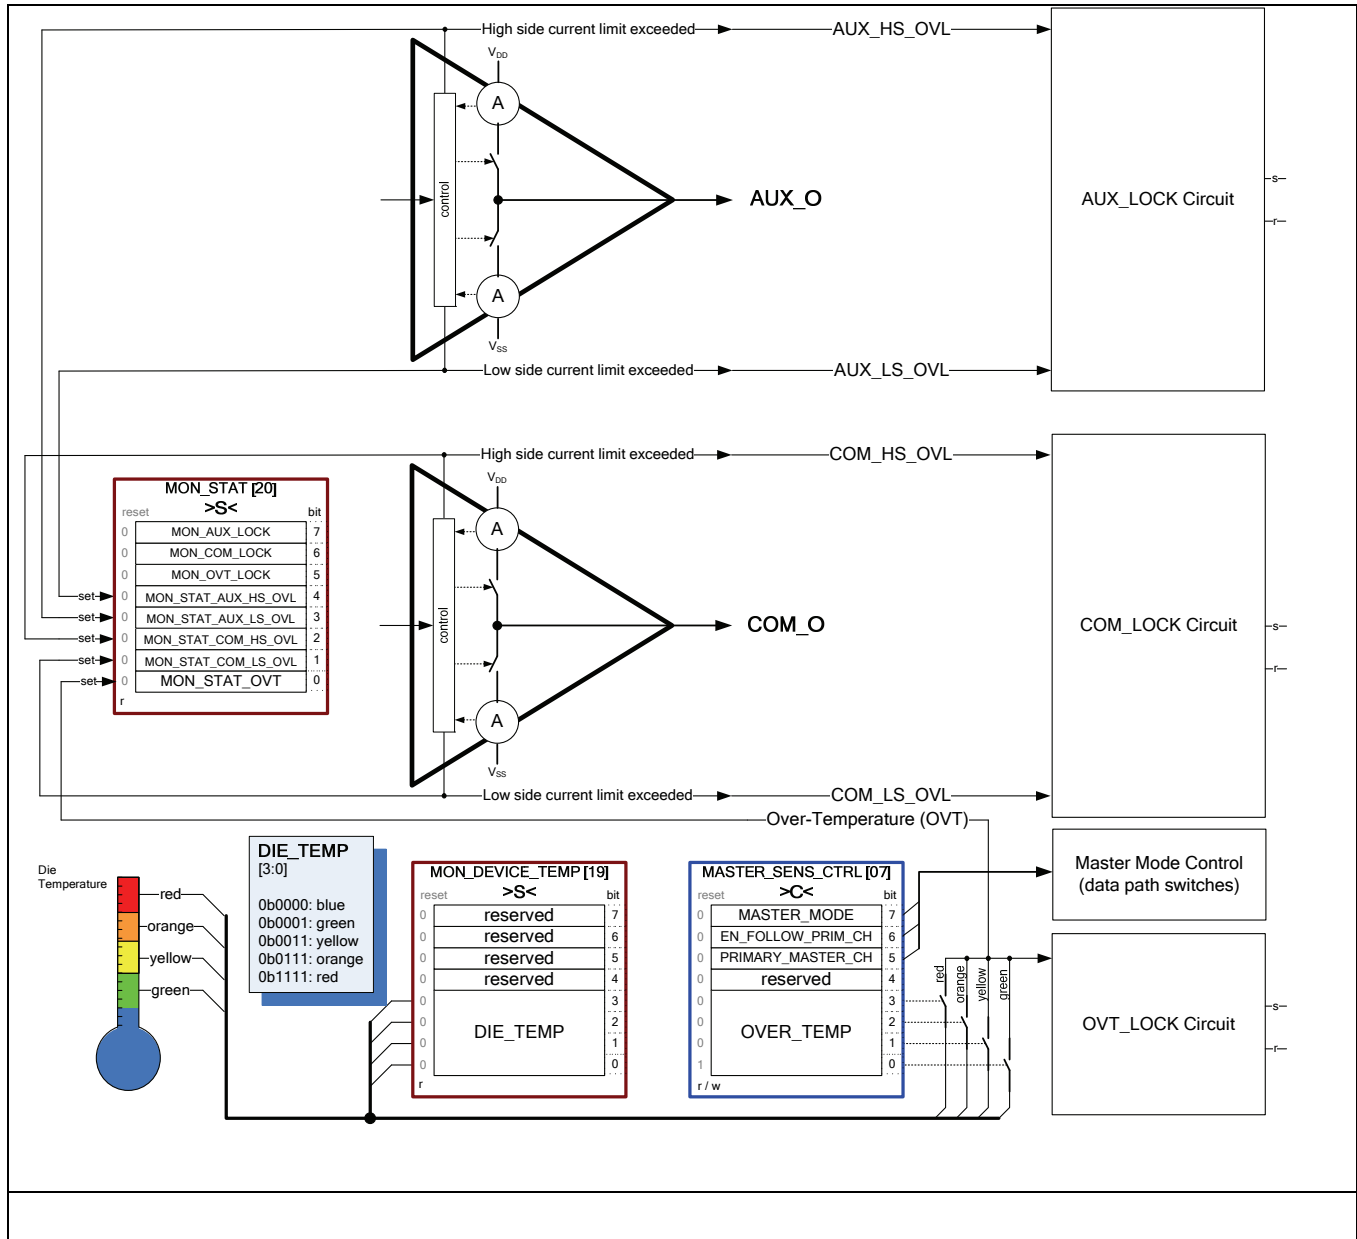 High side current limit exceeded
AUX_HS_OVL
VDD
A
control
AUX_O
A
VSS
Low side current limit exceeded
AUX_LS_OVL
AUX_LOCK Circuit
s
r
High side current limit exceeded
COM_HS_OVL
VDD
A
control
COM_O
A
VSS
Low side current limit exceeded
COM_LS_OVL
COM_LOCK Circuit
s
r
MON_STAT [20]
>S<
reset bit
0 MON_AUX_LOCK 7
0 MON_COM_LOCK 6
0 MON_OVT_LOCK 5
set 0 MON_STAT_AUX_HS_OVL 4
set 0 MON_STAT_AUX_LS_OVL 3
set 0 MON_STAT_COM_HS_OVL 2
set 0 MON_STAT_COM_LS_OVL 1
set 0 MON_STAT_OVT 0
r
Over-Temperature (OVT)
Die
Temperature
red
orange
yellow
green
DIE_TEMP
[3:0]
0b0000: blue
0b0001: green
0b0011: yellow
0b0111: orange
0b1111: red
MON_DEVICE_TEMP [19]
>S<
reset bit
0 reserved 7
0 reserved 6
0 reserved 5
0 reserved 4
0 3
0 2
DIE_TEMP
0 1
0 0
r
MASTER_SENS_CTRL [07]
>C<
reset bit
0 MASTER_MODE 7
0 EN_FOLLOW_PRIM_CH 6
0 PRIMARY_MASTER_CH 5
0 reserved 4
0 3
0 2
OVER_TEMP
0 1
1 0
r / w
red
orange
yellow
green
Master Mode Control
(data path switches)
OVT_LOCK Circuit
s
r